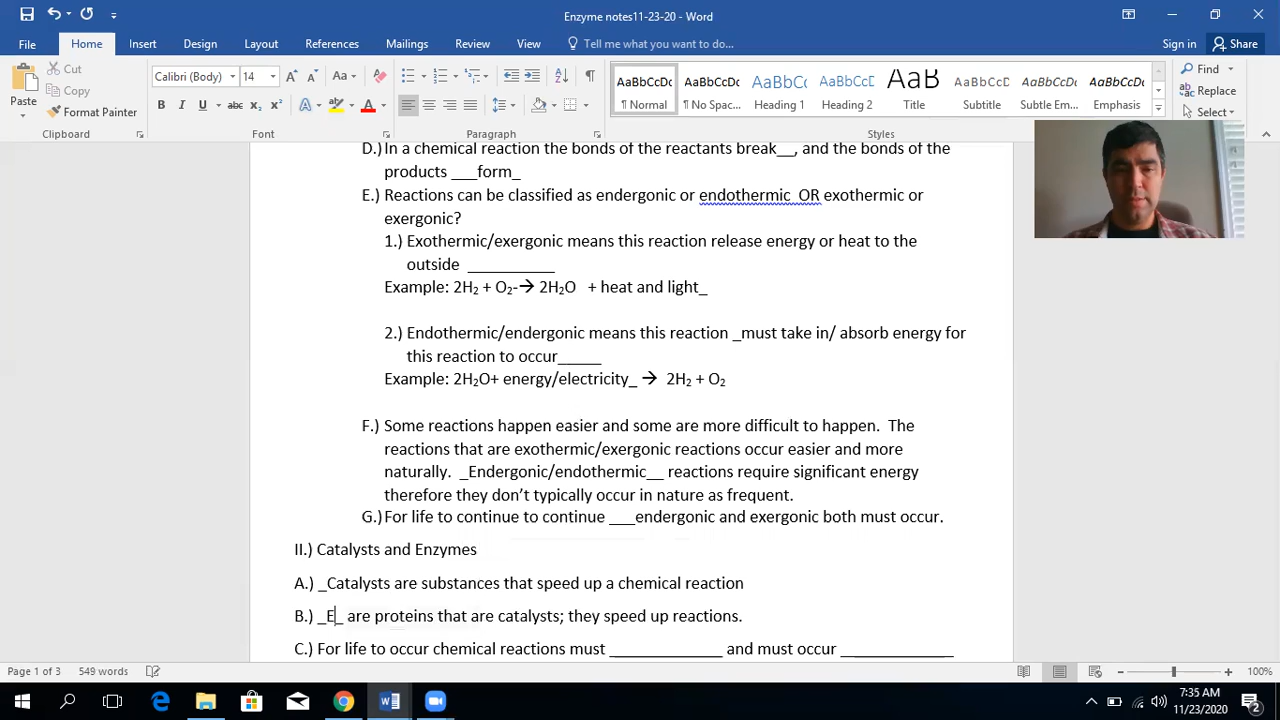 Enzyme notes11-23-20 - Word
File Home Insert Design Layout References Mailings Review View Tell me what you want to do... Sign in Share
Paste Cut Calibri (Body) 14 Aa AaBbCcDc AaBbCcDc AaBbCc AaBbCcC AaB AaBbCcD AaBbCcDc AaBbCcDc Find
Copy Replace
Format Painter B I U abc x₂ x² A A ¶ Normal ¶ No Spac... Heading 1 Heading 2 Title Subtitle Subtle Em... Emphasis Select
Clipboard Font Paragraph Styles
D.) In a chemical reaction the bonds of the reactants break__, and the bonds of the
products ___form_
E.) Reactions can be classified as endergonic or endothermic OR exothermic or
exergonic?
1.) Exothermic/exergonic means this reaction release energy or heat to the
outside __________
Example: 2H₂ + O₂-→ 2H₂O + heat and light_
2.) Endothermic/endergonic means this reaction _must take in/ absorb energy for
this reaction to occur_____
Example: 2H₂O+ energy/electricity_ → 2H₂ + O₂
F.) Some reactions happen easier and some are more difficult to happen. The
reactions that are exothermic/exergonic reactions occur easier and more
naturally. _Endergonic/endothermic__ reactions require significant energy
therefore they don’t typically occur in nature as frequent.
G.) For life to continue to continue ___endergonic and exergonic both must occur.
II.) Catalysts and Enzymes
A.) _Catalysts are substances that speed up a chemical reaction
B.) _E_ are proteins that are catalysts; they speed up reactions.
C.) For life to occur chemical reactions must _____________ and must occur _____________
Page 1 of 3 549 words 100%
7:35 AM
11/23/2020 2